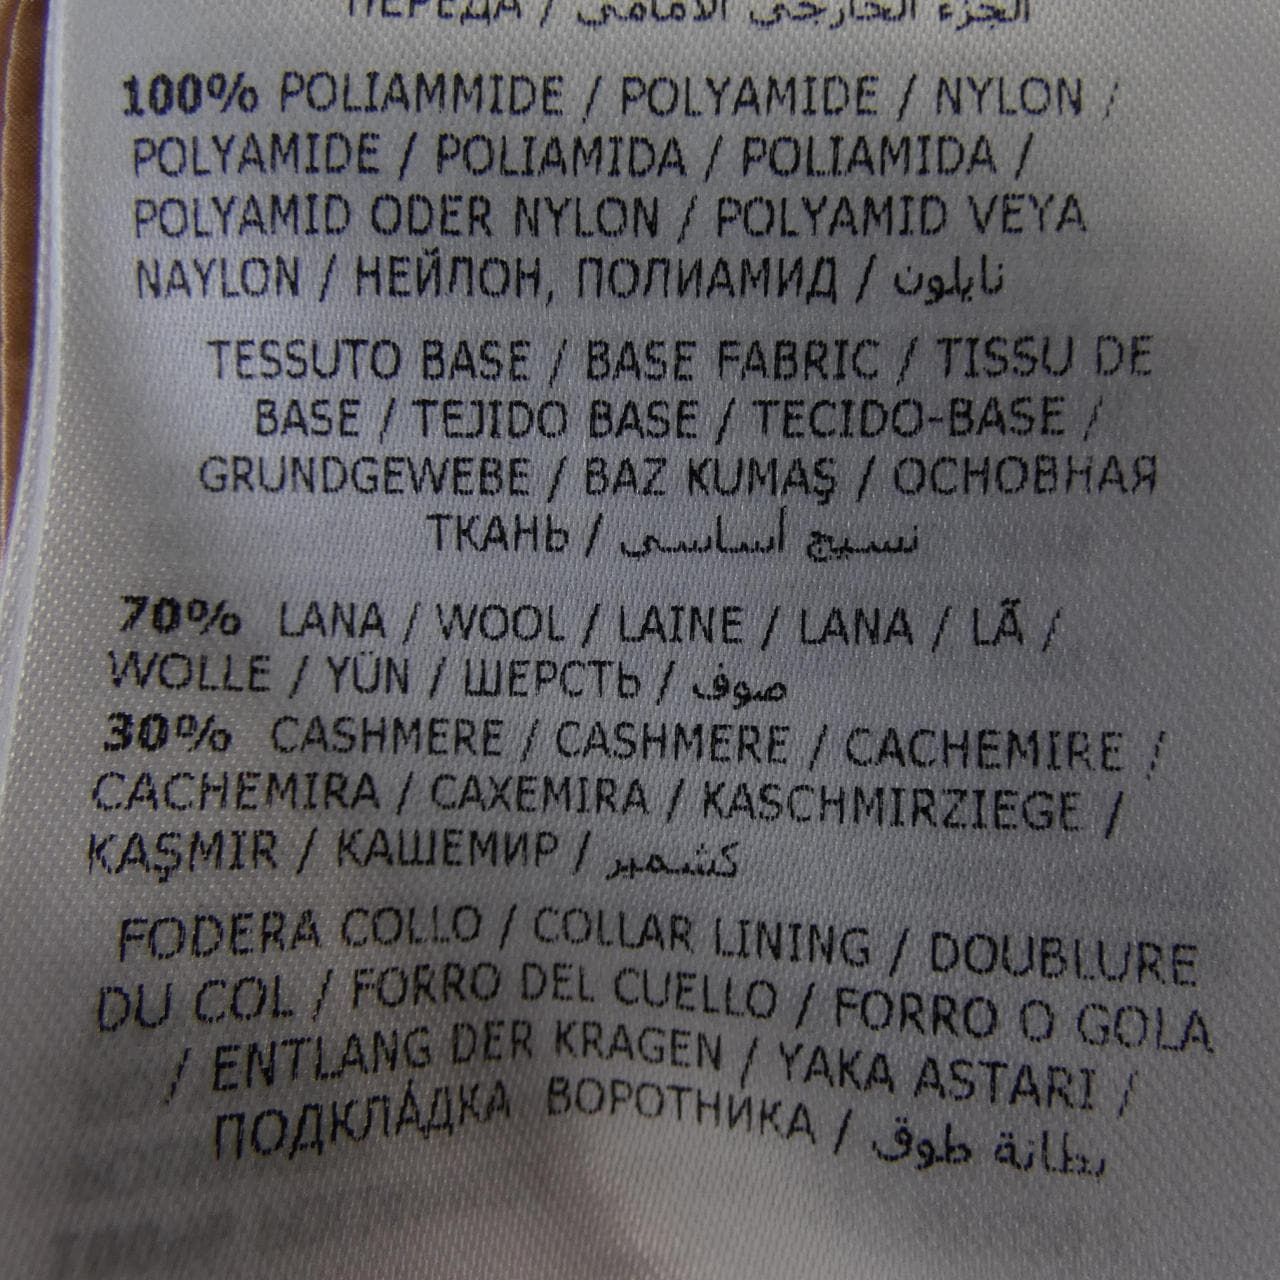 ПЕРЕДА / الجزء الخارجي الأمامي
100% POLIAMMIDE / POLYAMIDE / NYLON /
POLYAMIDE / POLIAMIDA / POLIAMIDA /
POLYAMID ODER NYLON / POLYAMID VEYA
NAYLON / НЕЙЛОН, ПОЛИАМИД / نايلون
TESSUTO BASE / BASE FABRIC / TISSU DE
BASE / TEJIDO BASE / TECIDO-BASE /
GRUNDGEWEBE / BAZ KUMAŞ / ОСНОВНАЯ
ТКАНЬ / نسيج أساسي
70% LANA / WOOL / LAINE / LANA / LÃ /
WOLLE / YÜN / ШЕРСТЬ / صوف
30% CASHMERE / CASHMERE / CACHEMIRE /
CACHEMIRA / CAXEMIRA / KASCHMIRZIEGE /
KAŞMIR / КАШЕМИР / كشمير
FODERA COLLO / COLLAR LINING / DOUBLURE
DU COL / FORRO DEL CUELLO / FORRO O GOLA
/ ENTLANG DER KRAGEN / YAKA ASTARI /
ПОДКЛА́ДКА ВОРОТНИКА / بطانة طوق